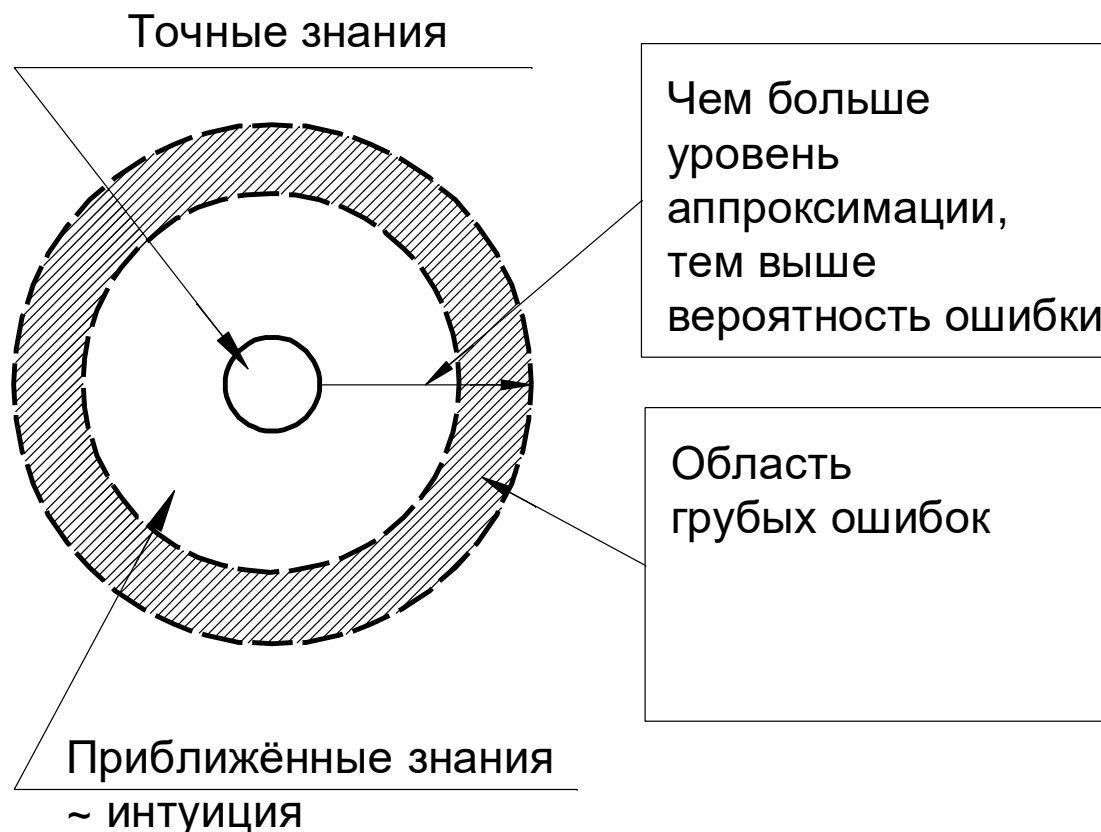 Точные знания
Чем больше
уровень
аппроксимации,
тем выше
вероятность ошибки
Область
грубых ошибок
Приближённые знания
~ интуиция